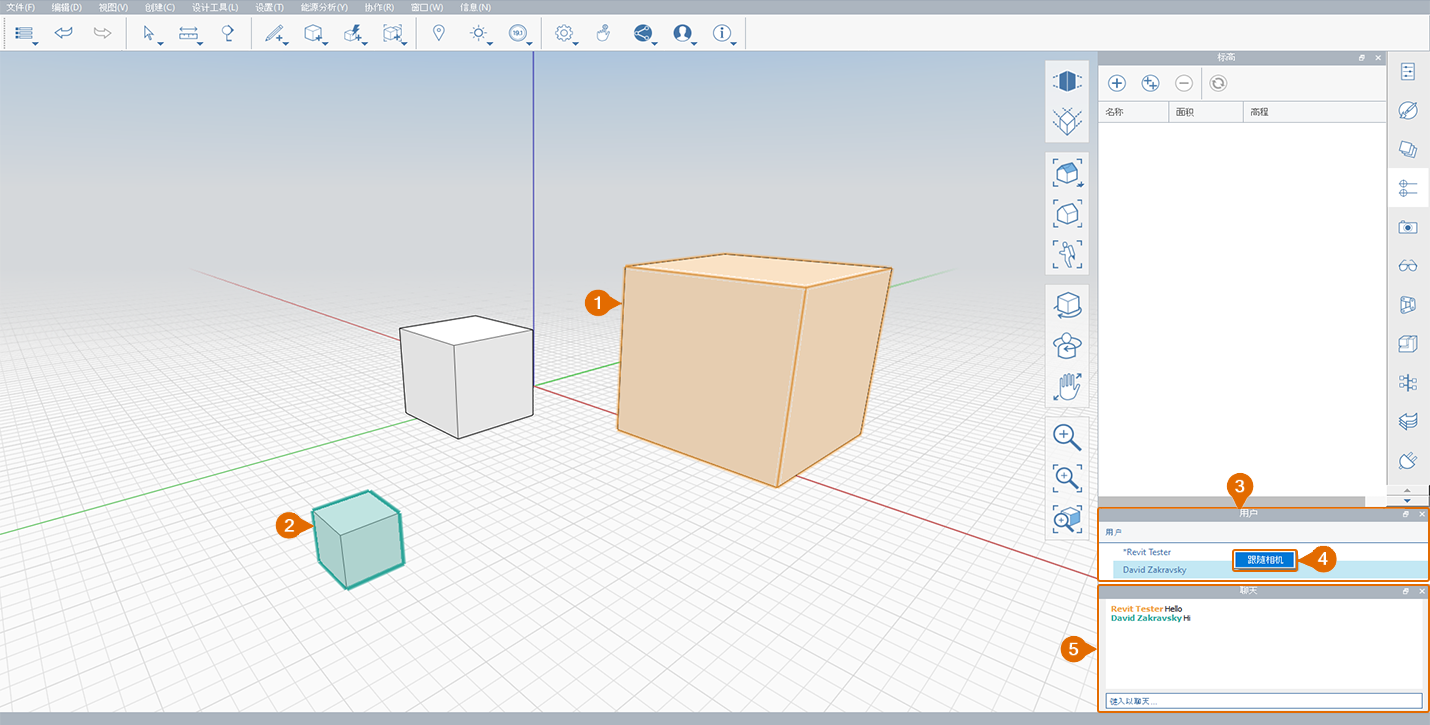 文件(F) 编辑(D) 视图(V) 创建(C) 设计工具(L) 设置(T) 能源分析(Y) 协作(R) 窗口(W) 信息(N)
19.1
标高
名称 面积 高程
1
2
3
用户
用户
*Revit Tester
跟随相机
4
David Zakravsky
聊天
Revit Tester Hello
David Zakravsky Hi
5
键入以聊天...